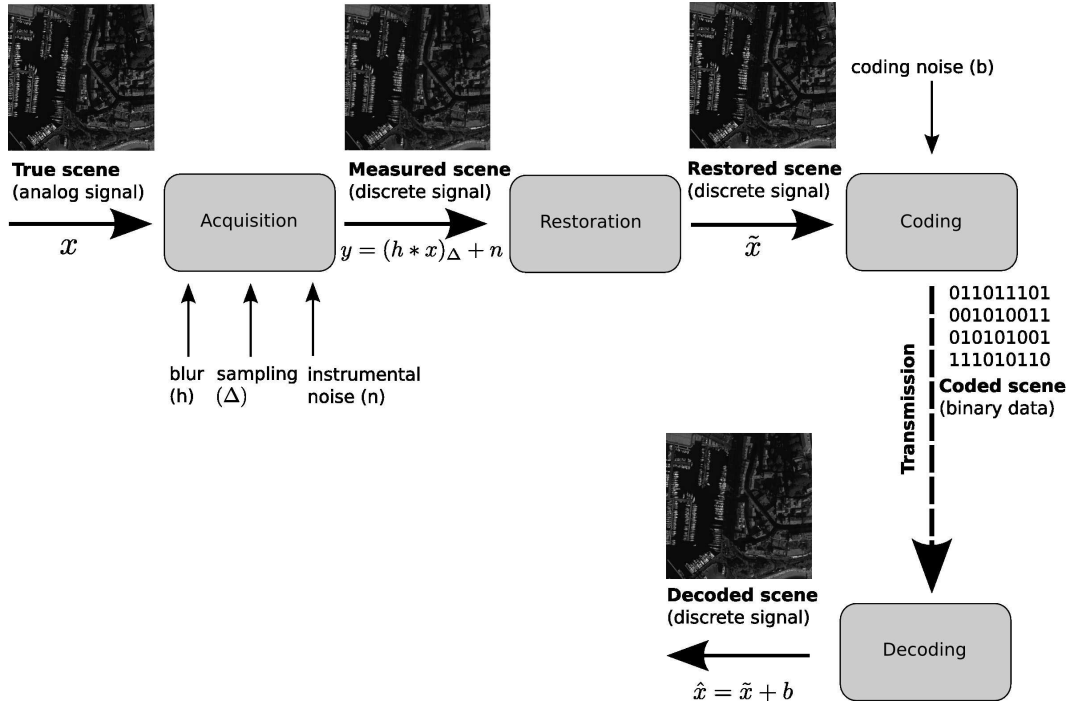 coding noise (b)
True scene
(analog signal)
x
Acquisition
Measured scene
(discrete signal)
y = (h ∗ x)_Δ + n
Restoration
Restored scene
(discrete signal)
x̃
Coding
blur
(h)
sampling
(Δ)
instrumental
noise (n)
011011101
001010011
010101001
111010110
Coded scene
(binary data)
Transmission
Decoded scene
(discrete signal)
x̂ = x̃ + b
Decoding